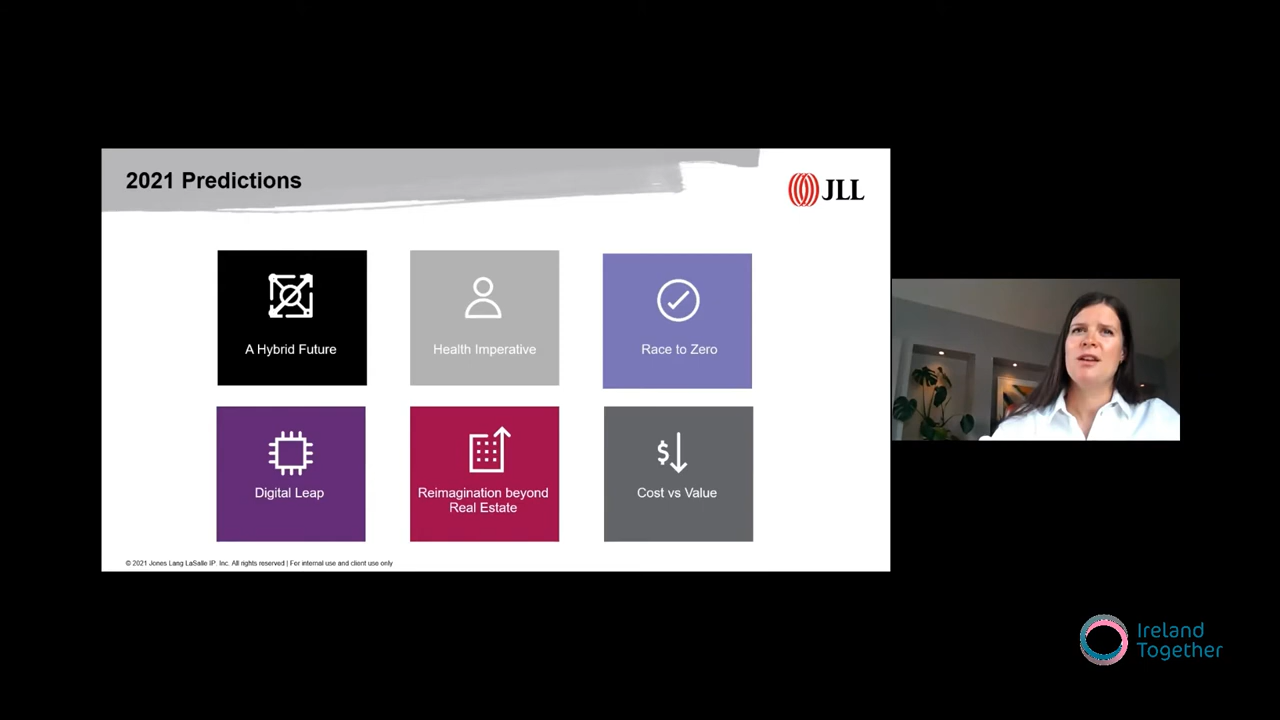 2021 Predictions
JLL
A Hybrid Future
Health Imperative
Race to Zero
Digital Leap
Reimagination beyond
Real Estate
Cost vs Value
© 2021 Jones Lang LaSalle IP. Inc. All rights reserved | For internal use and client use only
Ireland
Together